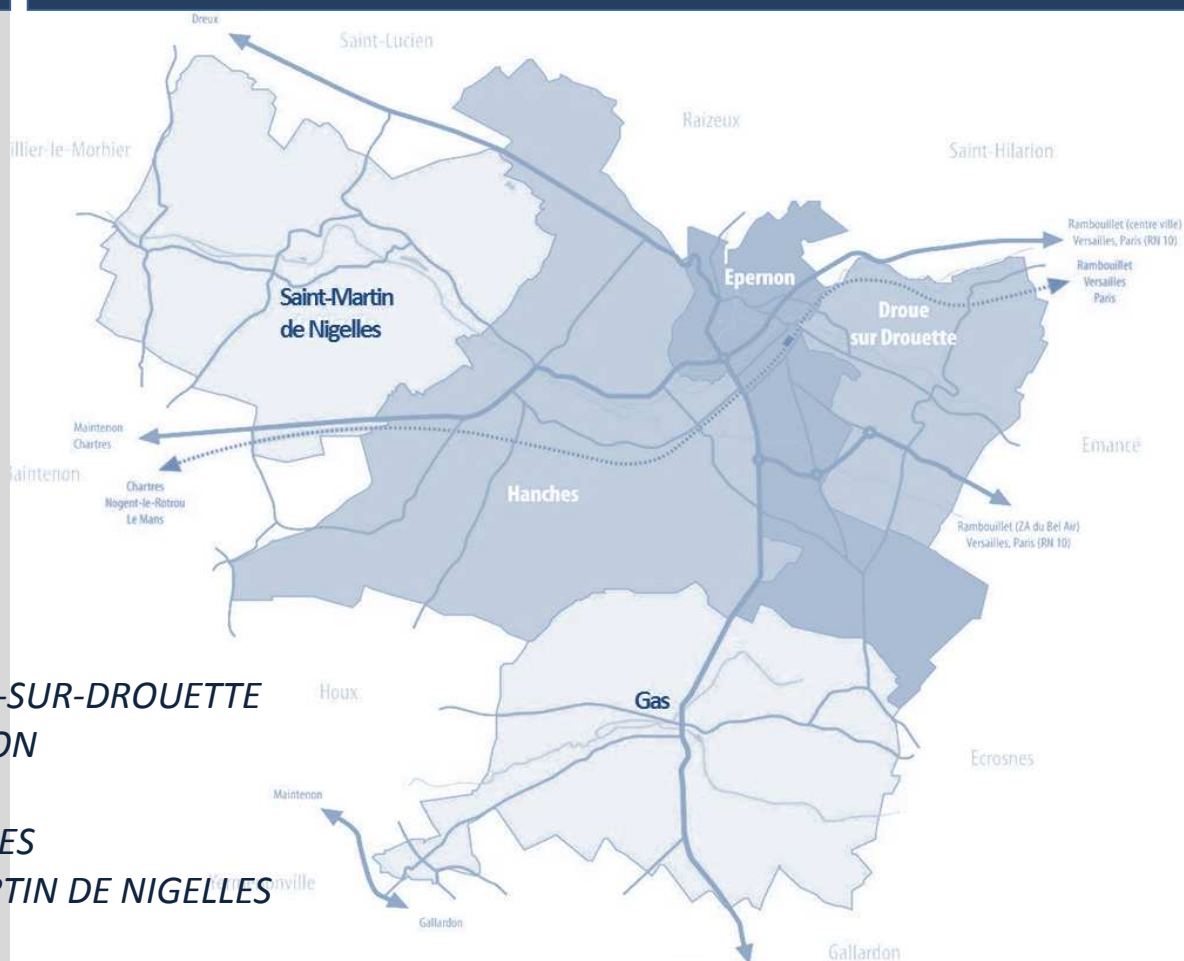 Dreux
Saint-Lucien
Raizeux
illier-le-Morhier
Saint-Hilarion
Rambouillet (centre ville)
Versailles, Paris (RN 10)
Epernon
Rambouillet
Versailles
Paris
Saint-Martin
de Nigelles
Droue
sur Drouette
Maintenon
Chartres
Emancé
aintenon
Chartres
Nogent-le-Rotrou
Le Mans
Hanches
Rambouillet (ZA du Bel Air)
Versailles, Paris (RN 10)
-SUR-DROUETTE
Houx
Gas
ON
Ecrosnes
Maintenon
ES
RTIN DE NIGELLES
Gallardon
Gallardon